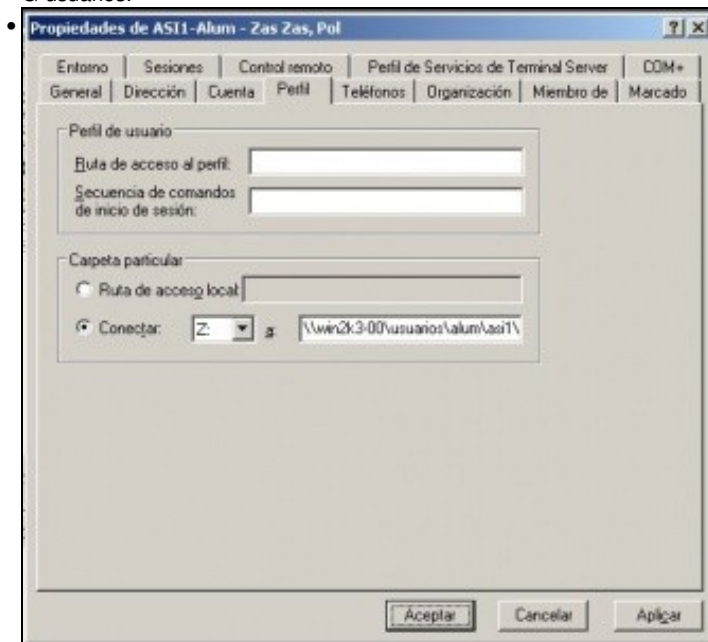 Propiedades de ASI1-Alum - Zas Zas, Pol
Entorno Sesiones Control remoto Perfil de Servicios de Terminal Server COM+
General Dirección Cuenta Perfil Teléfonos Organización Miembro de Marcado
Perfil de usuario
Ruta de acceso al perfil:
Secuencia de comandos
de inicio de sesión:
Carpeta particular
Ruta de acceso local:
Conectar: Z: a: \\win2k3-00\usuarios\alum\asi1\
Aceptar Cancelar Aplicar